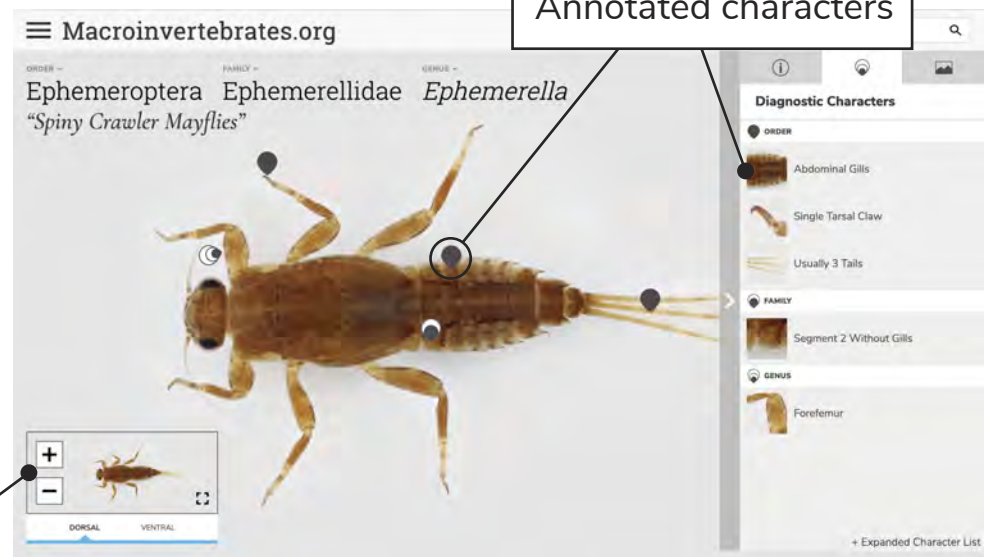 Annotated characters
Macroinvertebrates.org
ORDER FAMILY GENUS
Ephemeroptera Ephemerellidae Ephemerella
“Spiny Crawler Mayflies”
Diagnostic Characters
ORDER
Abdominal Gills
Single Tarsal Claw
Usually 3 Tails
FAMILY
Segment 2 Without Gills
GENUS
Forefemur
+ Expanded Character List
+
−
DORSAL VENTRAL